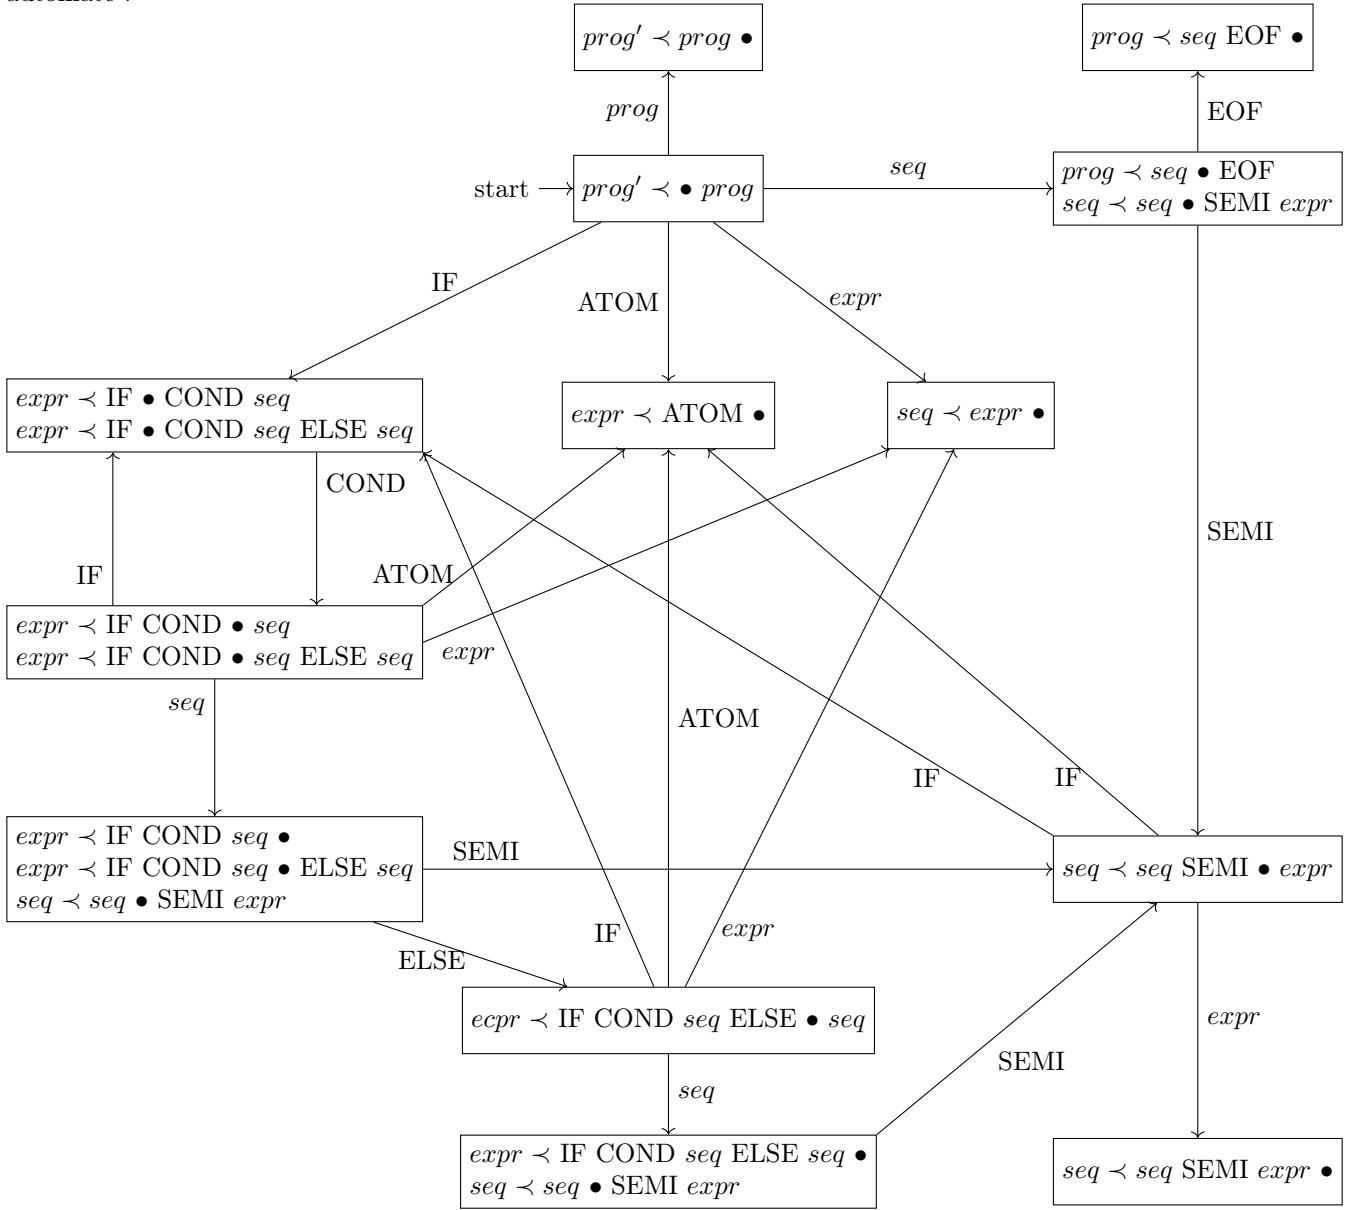 automate :
prog′ ≺ prog •
prog ≺ seq EOF •
prog
EOF
start
prog′ ≺ • prog
seq
prog ≺ seq • EOF
seq ≺ seq • SEMI expr
IF
ATOM
expr
expr ≺ IF • COND seq
expr ≺ IF • COND seq ELSE seq
expr ≺ ATOM •
seq ≺ expr •
COND
SEMI
IF
ATOM
expr ≺ IF COND • seq
expr ≺ IF COND • seq ELSE seq
expr
seq
ATOM
IF
IF
expr ≺ IF COND seq •
expr ≺ IF COND seq • ELSE seq
seq ≺ seq • SEMI expr
SEMI
seq ≺ seq SEMI • expr
ELSE
IF
expr
ecpr ≺ IF COND seq ELSE • seq
expr
SEMI
seq
expr ≺ IF COND seq ELSE seq •
seq ≺ seq • SEMI expr
seq ≺ seq SEMI expr •